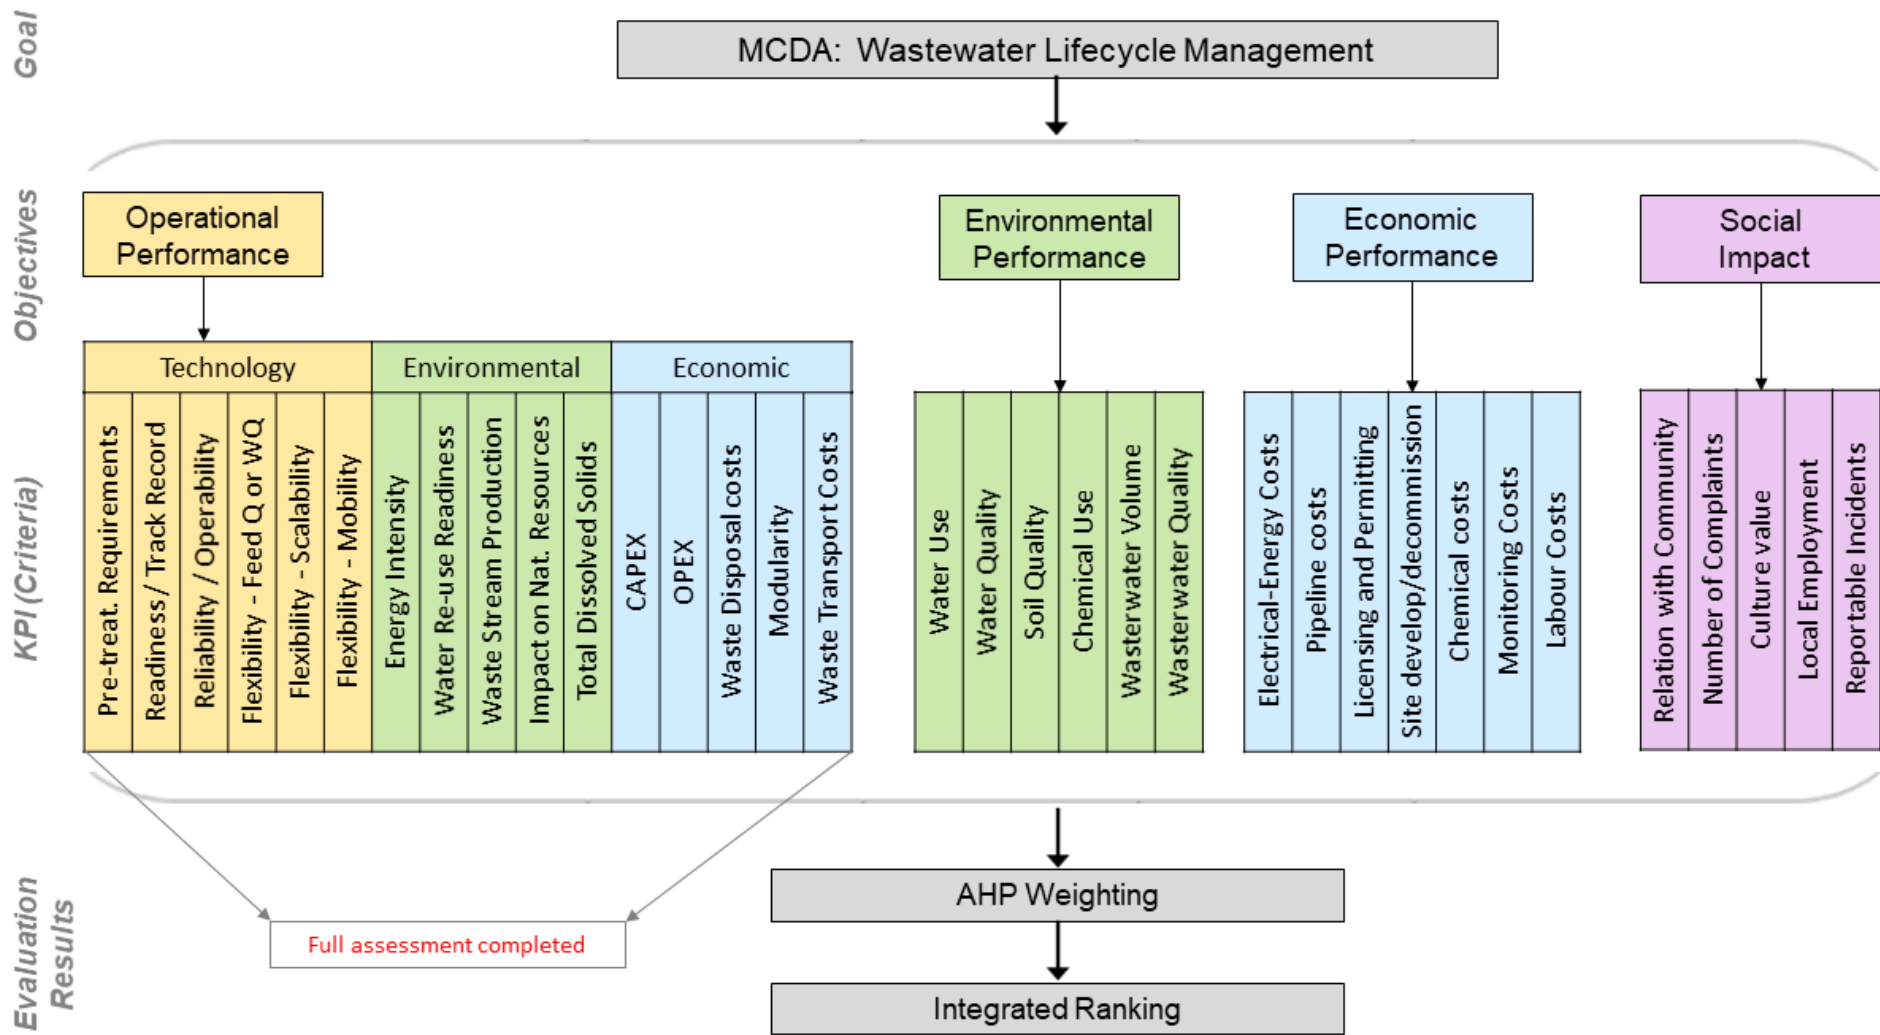 Goal
MCDA:  Wastewater Lifecycle Management
Objectives
Operational
Performance
Environmental
Performance
Economic
Performance
Social
Impact
Technology
Environmental
Economic
KPI (Criteria)
Pre-treat. Requirements
Readiness / Track Record
Reliability / Operability
Flexibility - Feed Q or WQ
Flexibility - Scalability
Flexibility - Mobility
Energy Intensity
Water Re-use Readiness
Waste Stream Production
Impact on Nat. Resources
Total Dissolved Solids
CAPEX
OPEX
Waste Disposal costs
Modularity
Waste Transport Costs
Water Use
Water Quality
Soil Quality
Chemical Use
Wasterwater Volume
Wasterwater Quality
Electrical-Energy Costs
Pipeline costs
Licensing and Permitting
Site develop/decommission
Chemical costs
Monitoring Costs
Labour Costs
Relation with Community
Number of Complaints
Culture value
Local Employment
Reportable Incidents
Evaluation
Results
Full assessment completed
AHP Weighting
Integrated Ranking